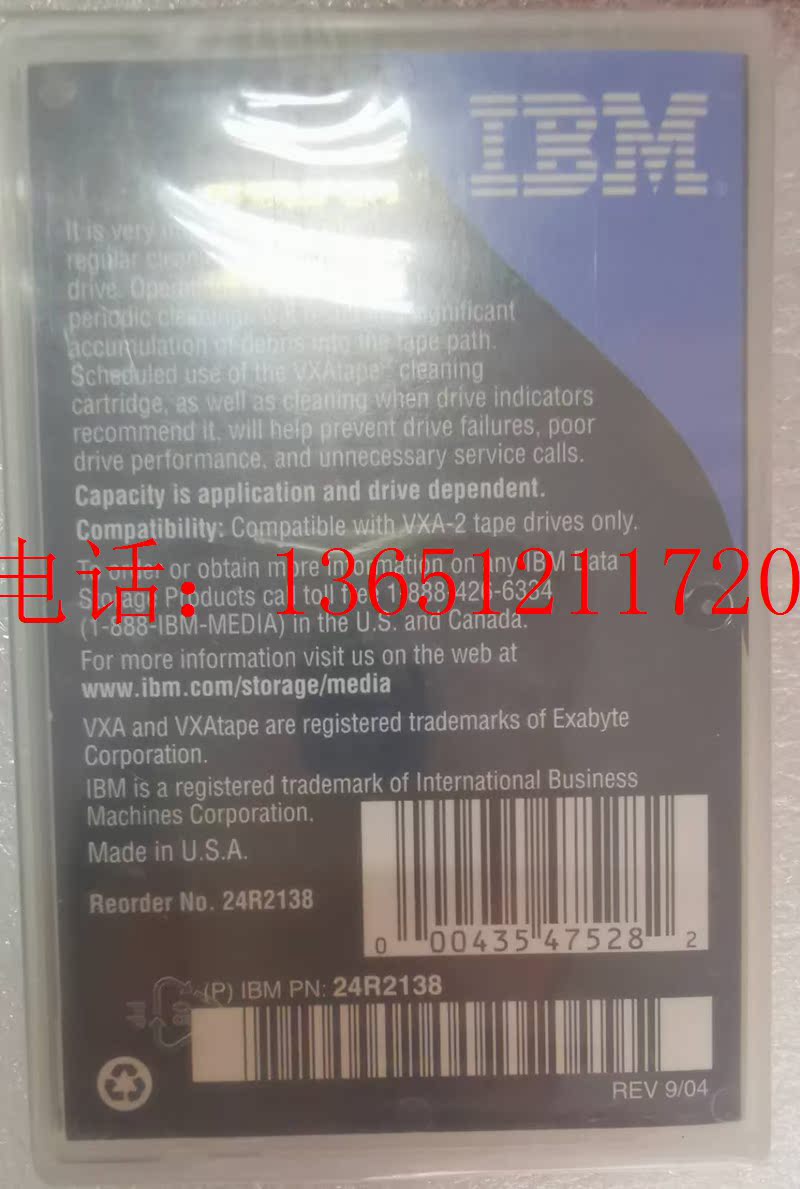 IBM
It is very
regular
drive.
periodic significant
accumulation of debris into the tape path.
Scheduled use of the VXAtape cleaning
cartridge, as well as cleaning when drive indicators
recommend it, will help prevent drive failures, poor
drive performance, and unnecessary service calls.
Capacity is application and drive dependent.
Compatibility: Compatible with VXA-2 tape drives only.
To order or obtain more information on any IBM Data
Storage Products call toll free 1-888-426-6334
电话：13651211720
(1-888-IBM-MEDIA) in the U.S. and Canada.
For more information visit us on the web at
www.ibm.com/storage/media
VXA and VXAtape are registered trademarks of Exabyte
Corporation.
IBM is a registered trademark of International Business
Machines Corporation.
Made in U.S.A.
Reorder No. 24R2138
0 00435 47528 2
(P) IBM PN: 24R2138
PP
REV 9/04